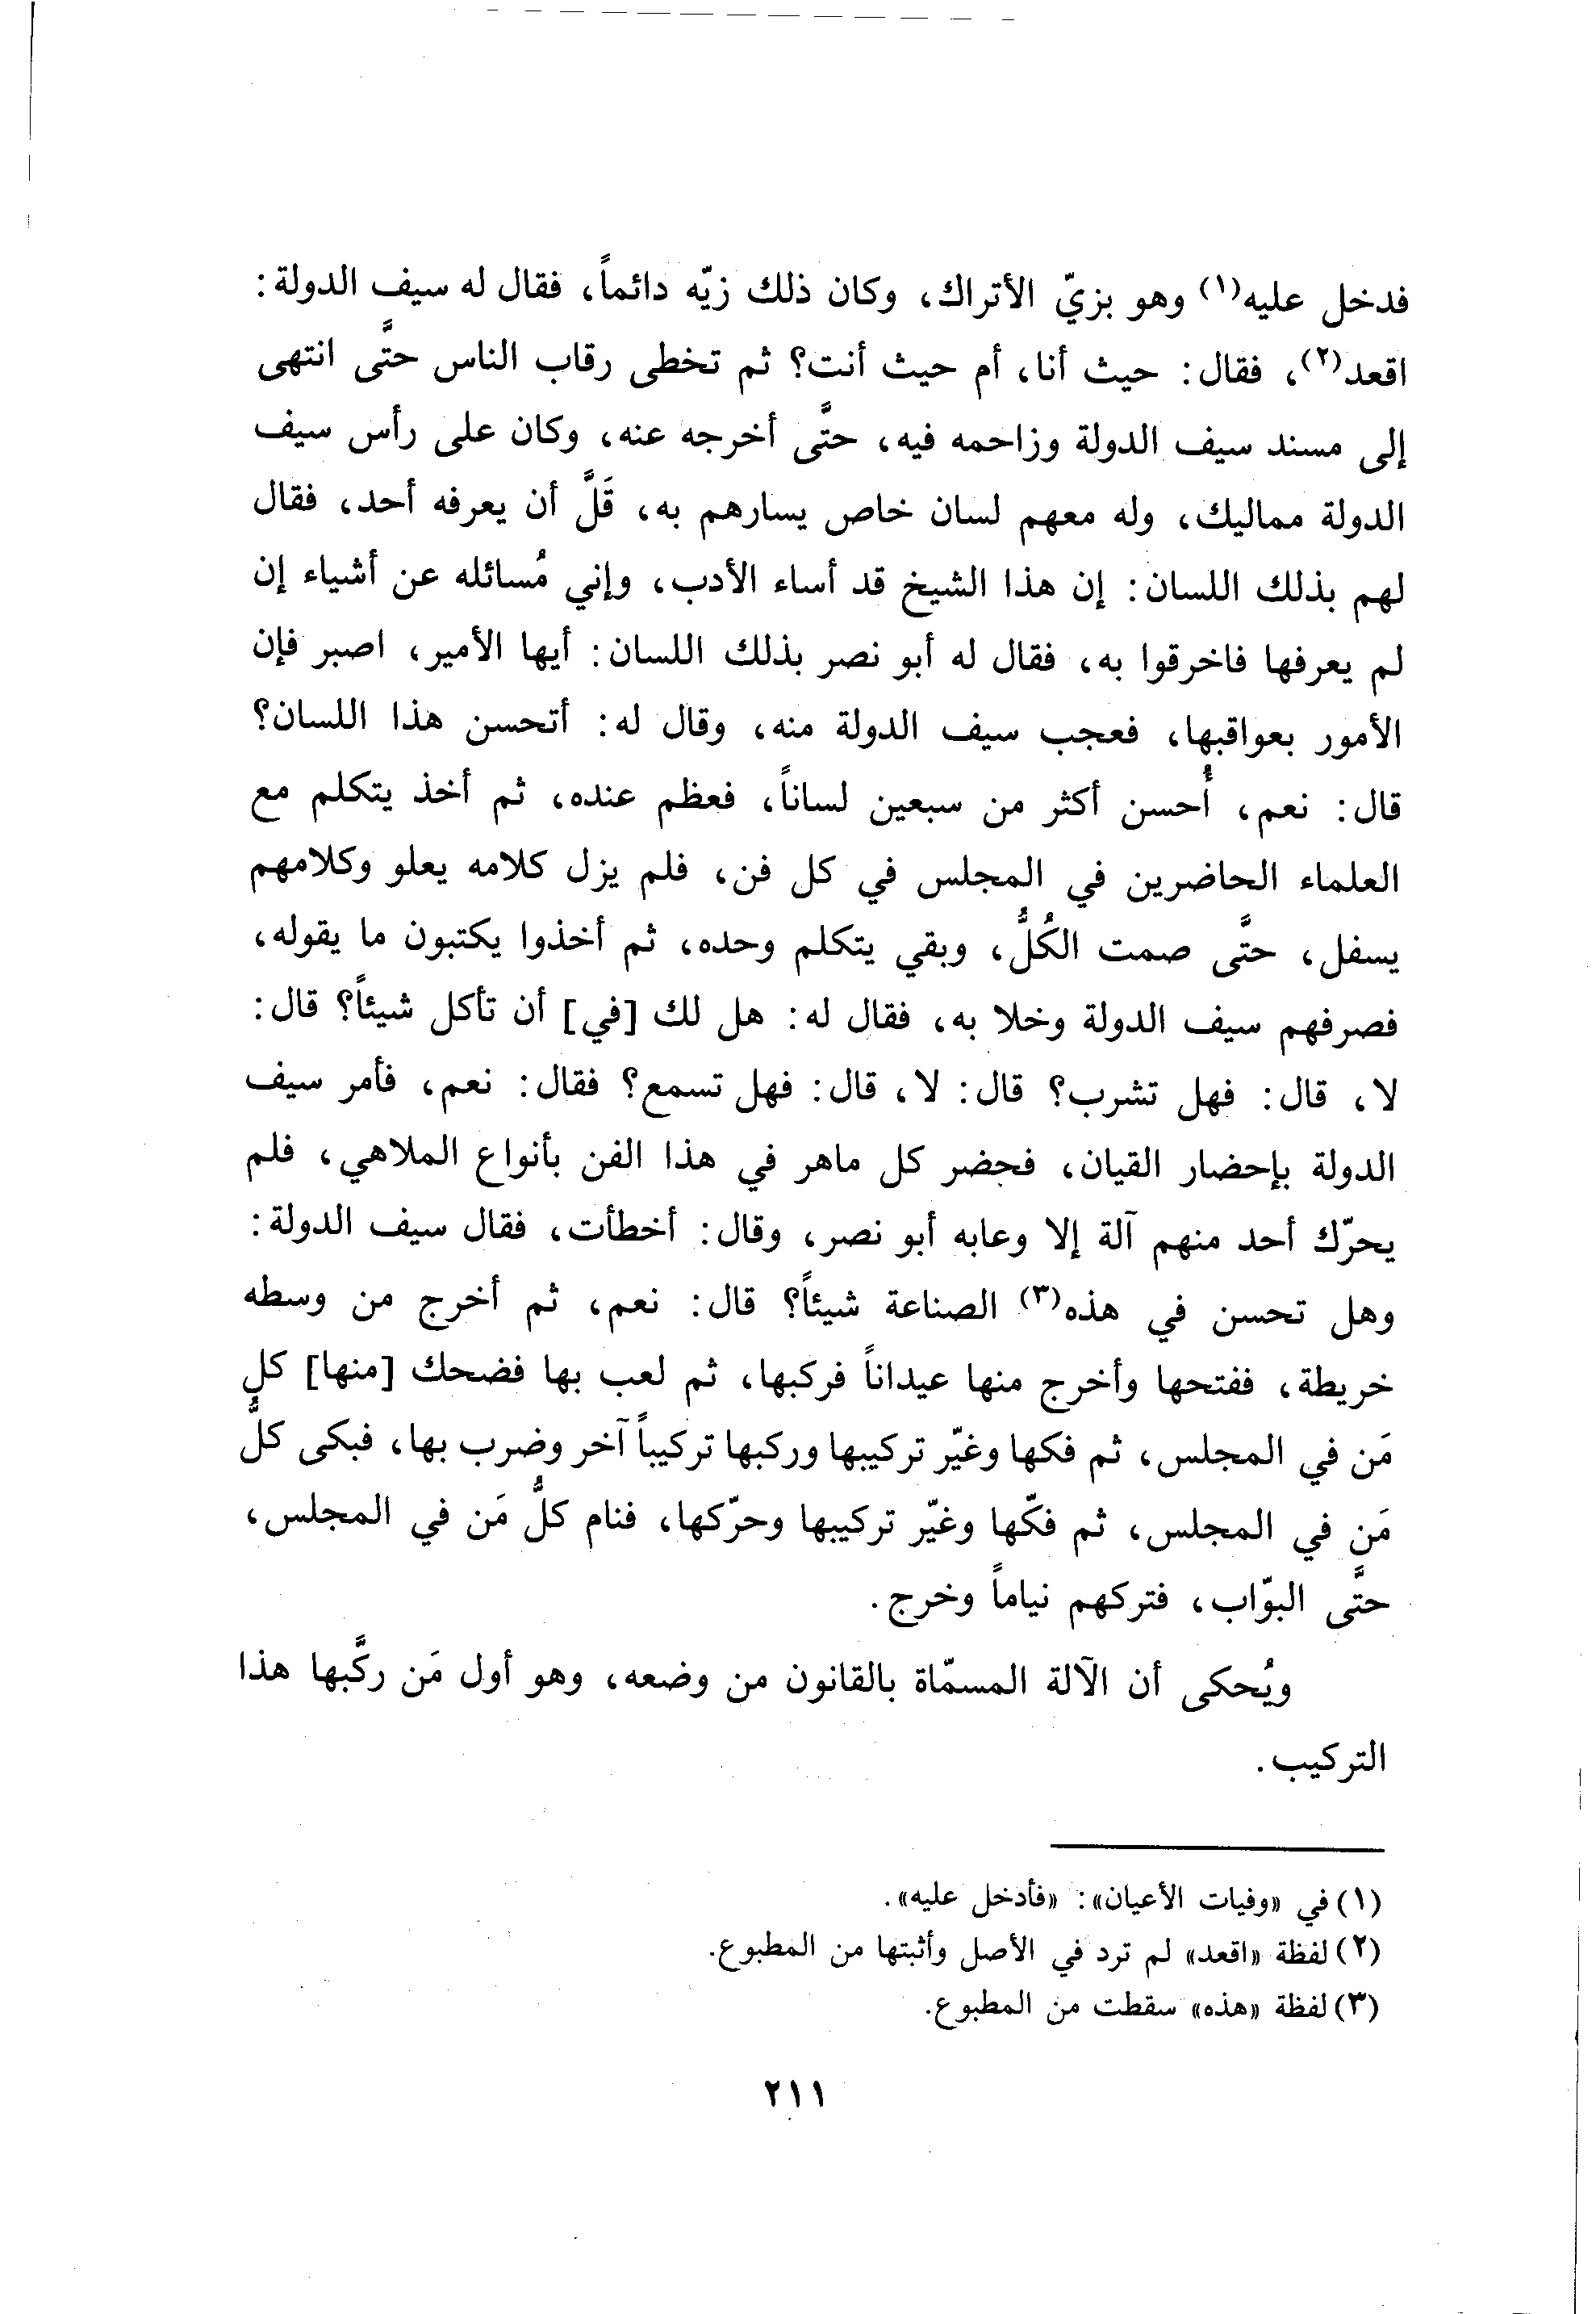 فدخل عليه(١) وهو بزيّ الأتراك، وكان ذلك زيّه دائماً، فقال له سيف الدولة:
اقعد(٢)، فقال: حيث أنا، أم حيث أنت؟ ثم تخطى رقاب الناس حتَّى انتهى
إلى مسند سيف الدولة وزاحمه فيه، حتَّى أخرجه عنه، وكان على رأس سيف
الدولة مماليك، وله معهم لسان خاص يسارهم به، قَلَّ أن يعرفه أحد، فقال
لهم بذلك اللسان: إن هذا الشيخ قد أساء الأدب، وإني مُسائله عن أشياء إن
لم يعرفها فاخرقوا به، فقال له أبو نصر بذلك اللسان: أيها الأمير، اصبر فإن
الأمور بعواقبها، فعجب سيف الدولة منه، وقال له: أتحسن هذا اللسان؟
قال: نعم، أُحسن أكثر من سبعين لساناً، فعظم عنده، ثم أخذ يتكلم مع
العلماء الحاضرين في المجلس في كل فن، فلم يزل كلامه يعلو وكلامهم
يسفل، حتَّى صمت الكُلُّ، وبقي يتكلم وحده، ثم أخذوا يكتبون ما يقوله،
فصرفهم سيف الدولة وخلا به، فقال له: هل لك [في] أن تأكل شيئاً؟ قال:
لا، قال: فهل تشرب؟ قال: لا، قال: فهل تسمع؟ فقال: نعم، فأمر سيف
الدولة بإحضار القيان، فحضر كل ماهر في هذا الفن بأنواع الملاهي، فلم
يحرّك أحد منهم آلة إلا وعابه أبو نصر، وقال: أخطأت، فقال سيف الدولة:
وهل تحسن في هذه(٣) الصناعة شيئاً؟ قال: نعم، ثم أخرج من وسطه
خريطة، ففتحها وأخرج منها عيداناً فركبها، ثم لعب بها فضحك [منها] كل
مَن في المجلس، ثم فكها وغيّر تركيبها وركبها تركيباً آخر وضرب بها، فبكى كلُّ
مَن في المجلس، ثم فكّها وغيّر تركيبها وحرّكها، فنام كلُّ مَن في المجلس،
حتَّى البوّاب، فتركهم نياماً وخرج.
ويُحكى أن الآلة المسمّاة بالقانون من وضعه، وهو أول مَن ركَّبها هذا
التركيب.
(١) في «وفيات الأعيان»: «فأدخل عليه».
(٢) لفظة «اقعد» لم ترد في الأصل وأثبتها من المطبوع.
(٣) لفظة «هذه» سقطت من المطبوع.
٢١١